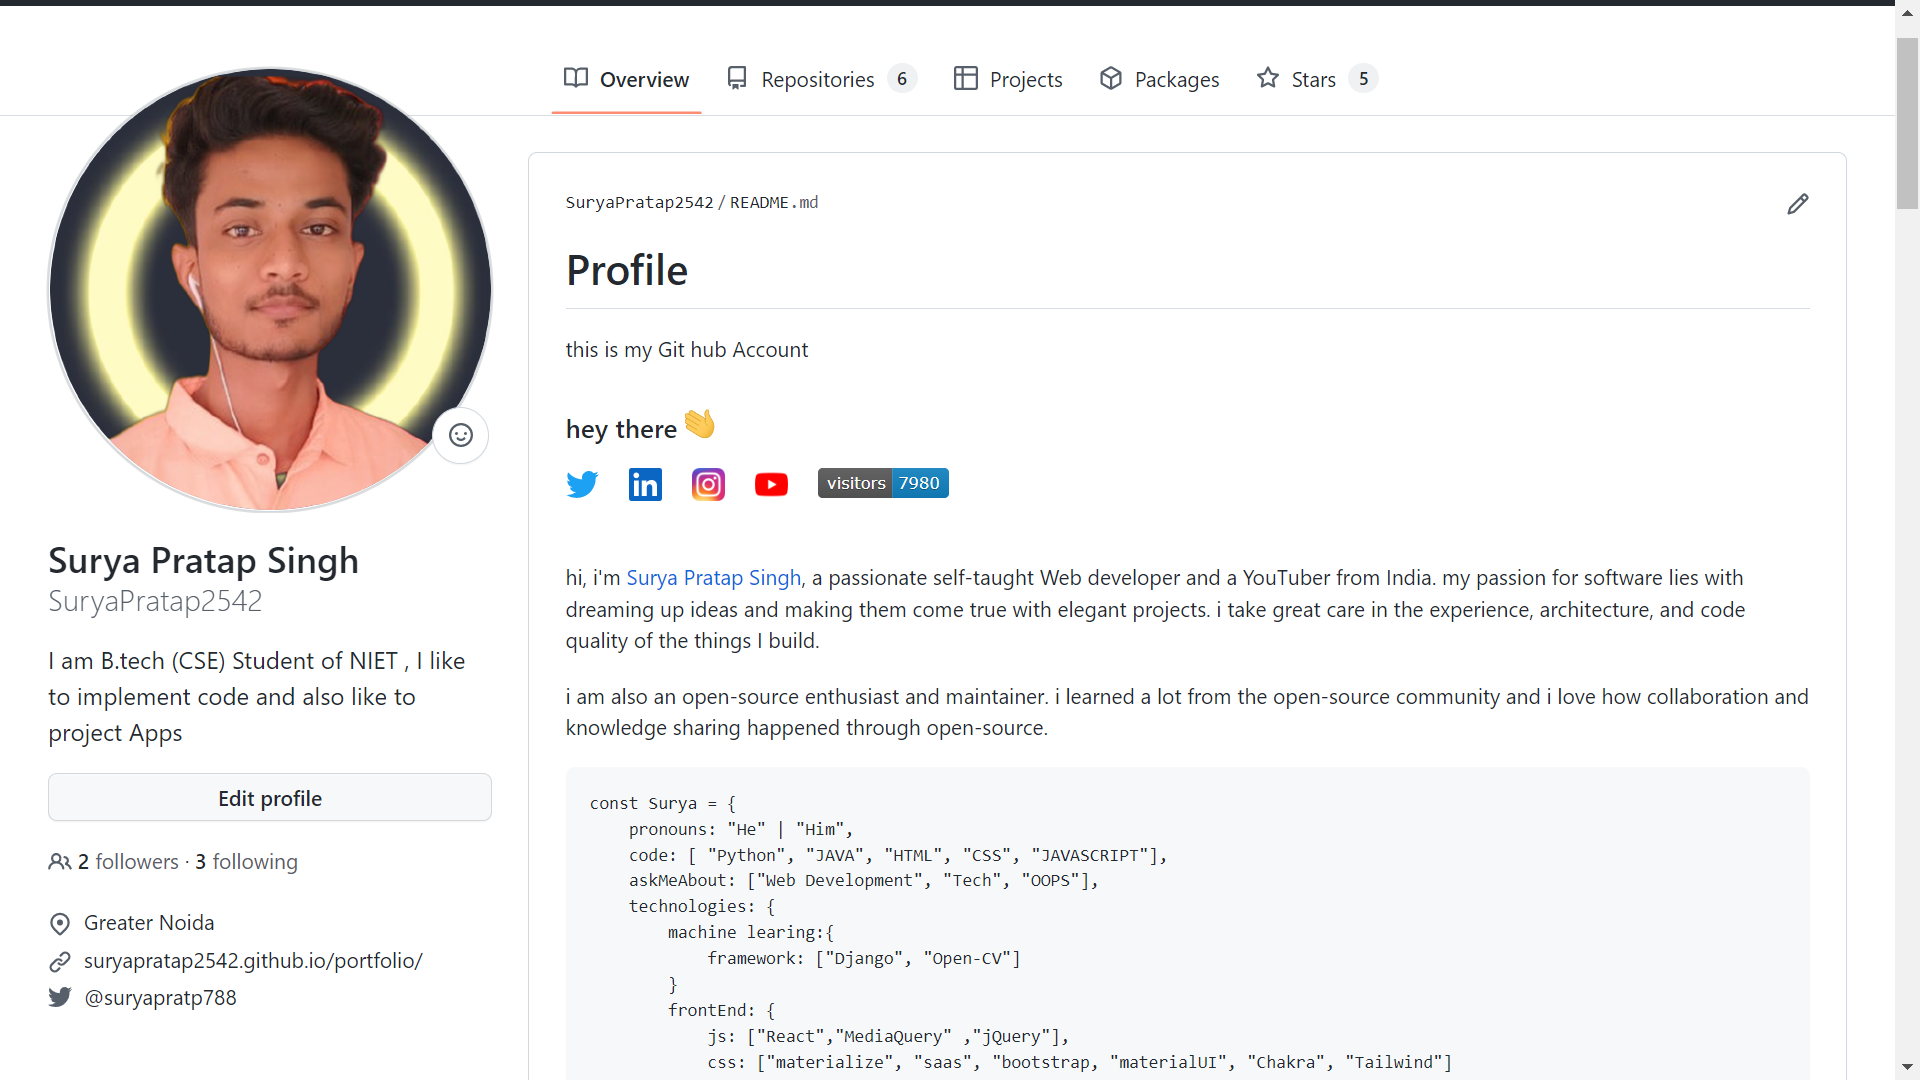 Overview Repositories 6 Projects Packages Stars 5
SuryaPratap2542 / README.md
Profile
this is my Git hub Account
hey there 👋
in visitors 7980
hi, i'm Surya Pratap Singh, a passionate self-taught Web developer and a YouTuber from India. my passion for software lies with
dreaming up ideas and making them come true with elegant projects. i take great care in the experience, architecture, and code
quality of the things I build.
i am also an open-source enthusiast and maintainer. i learned a lot from the open-source community and i love how collaboration and
knowledge sharing happened through open-source.
const Surya = {
    pronouns: "He" | "Him",
    code: [ "Python", "JAVA", "HTML", "CSS", "JAVASCRIPT"],
    askMeAbout: ["Web Development", "Tech", "OOPS"],
    technologies: {
        machine learing:{
            framework: ["Django", "Open-CV"]
        }
        frontEnd: {
            js: ["React","MediaQuery" ,"jQuery"],
            css: ["materialize", "saas", "bootstrap, "materialUI", "Chakra", "Tailwind"]
Surya Pratap Singh
SuryaPratap2542
I am B.tech (CSE) Student of NIET , I like
to implement code and also like to
project Apps
Edit profile
2 followers · 3 following
Greater Noida
suryapratap2542.github.io/portfolio/
@suryapratp788